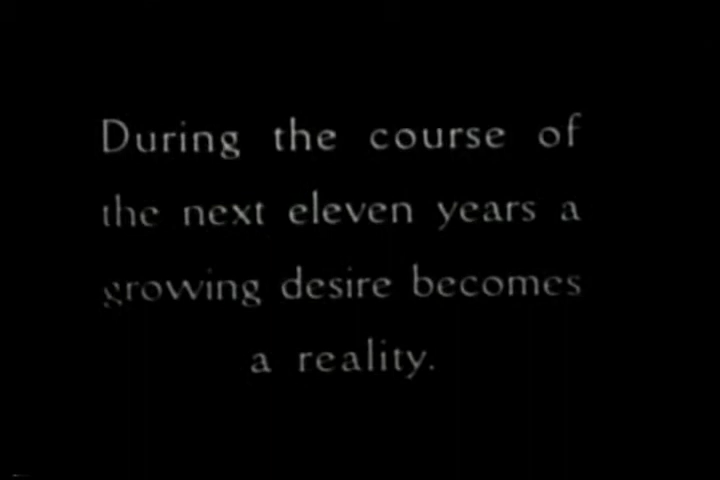 During the course of
the next eleven years a
growing desire becomes
a reality.